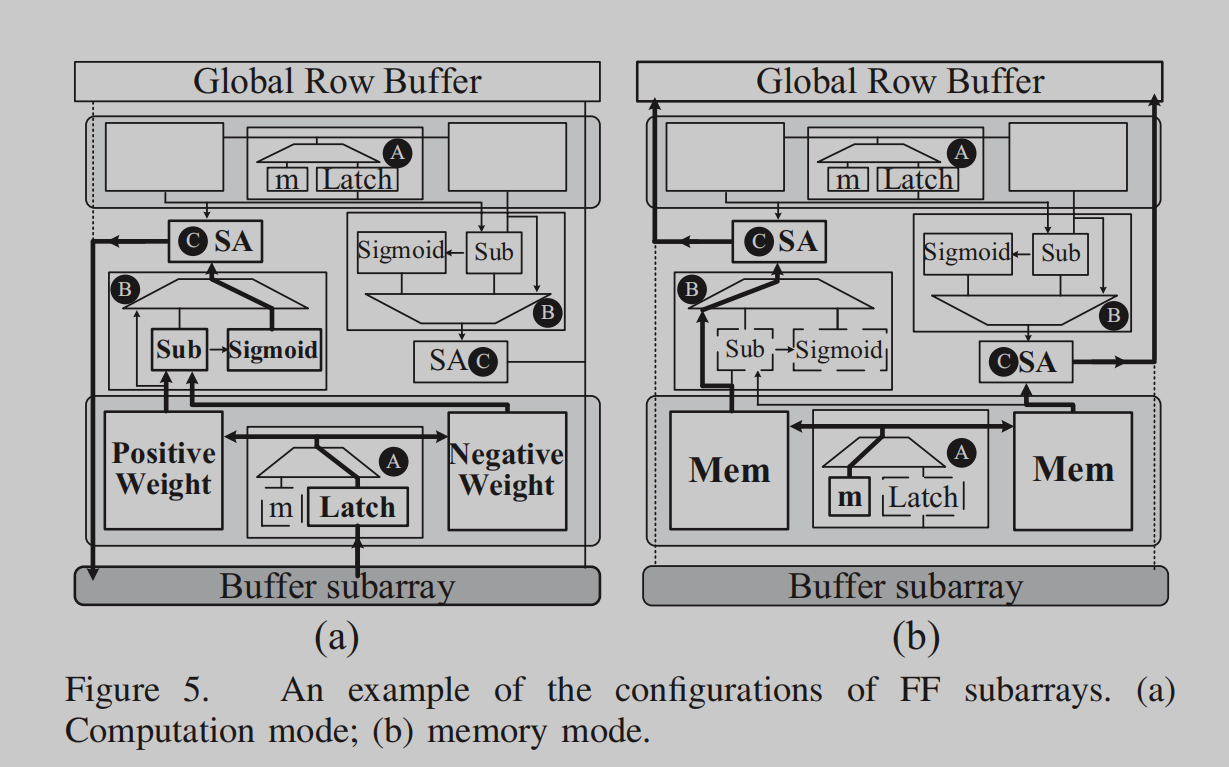 Global Row Buffer
A
m
Latch
C SA
Sigmoid
Sub
B
B
Sub
Sigmoid
SA C
Positive
Weight
A
m
Latch
Negative
Weight
Buffer subarray
(a)
Global Row Buffer
A
m
Latch
C SA
Sigmoid
Sub
B
B
Sub
Sigmoid
C SA
Mem
A
m
Latch
Mem
Buffer subarray
(b)
Figure 5. An example of the configurations of FF subarrays. (a)
Computation mode; (b) memory mode.